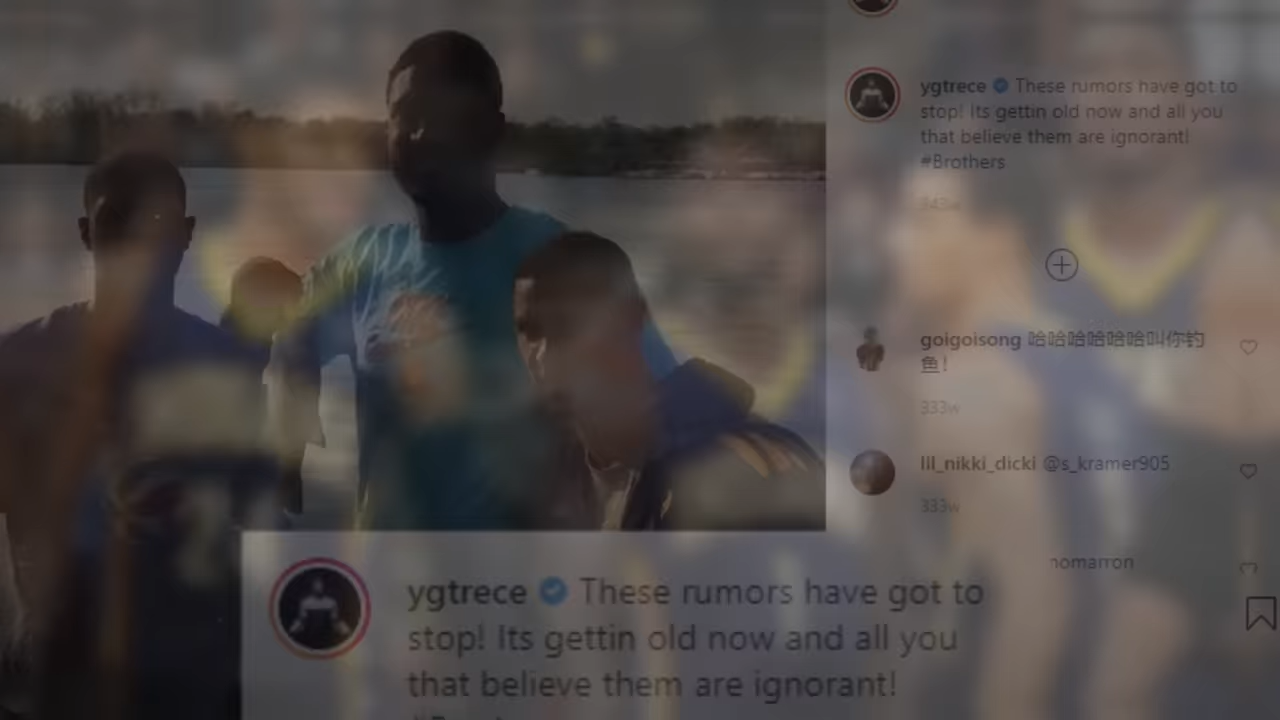 ygtrece These rumors have got to
stop! Its gettin old now and all you
that believe them are ignorant!
#Brothers
343w
goigoisong 哈哈哈哈哈哈叫你钓
鱼！
333w
lil_nikki_dicki @s_kramer905
333w
nomarron
ygtrece These rumors have got to
stop! Its gettin old now and all you
that believe them are ignorant!